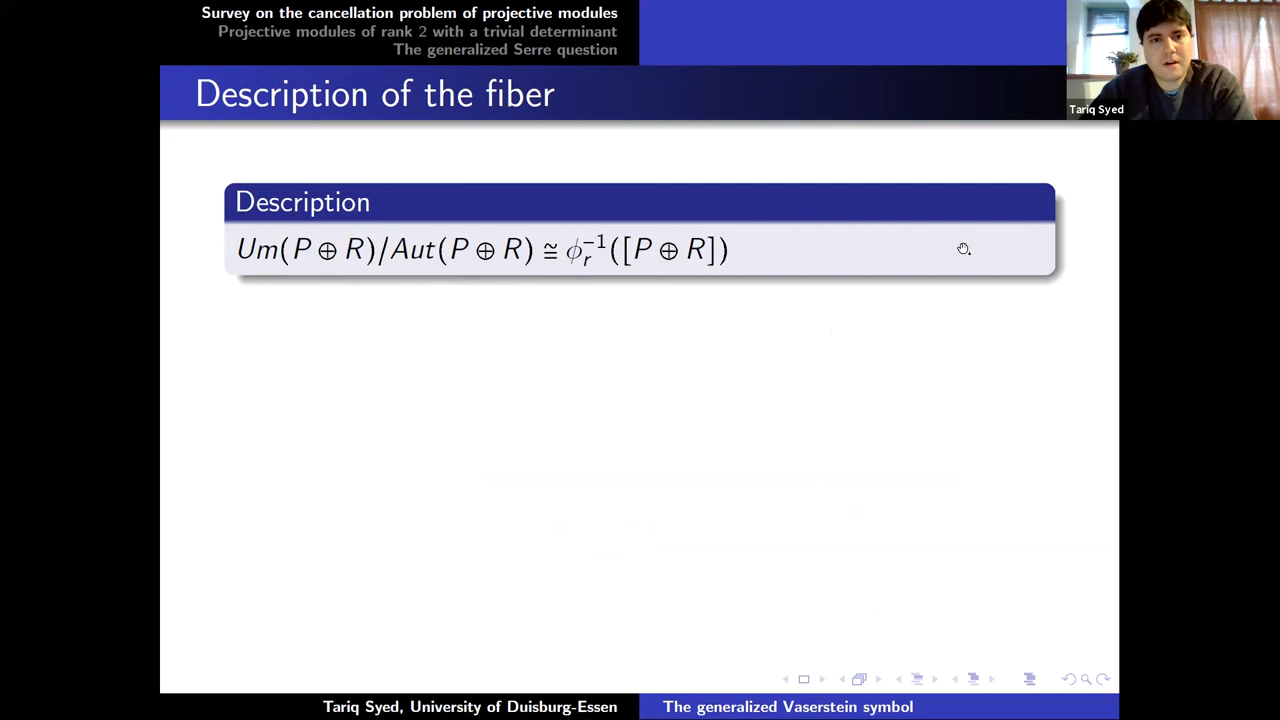 Survey on the cancellation problem of projective modules
Projective modules of rank 2 with a trivial determinant
The generalized Serre question
Description of the fiber
Tariq Syed
Description
Um(P ⊕ R)/Aut(P ⊕ R) ≅ ϕ_r^{-1}([P ⊕ R])
Tariq Syed, University of Duisburg-Essen
The generalized Vaserstein symbol